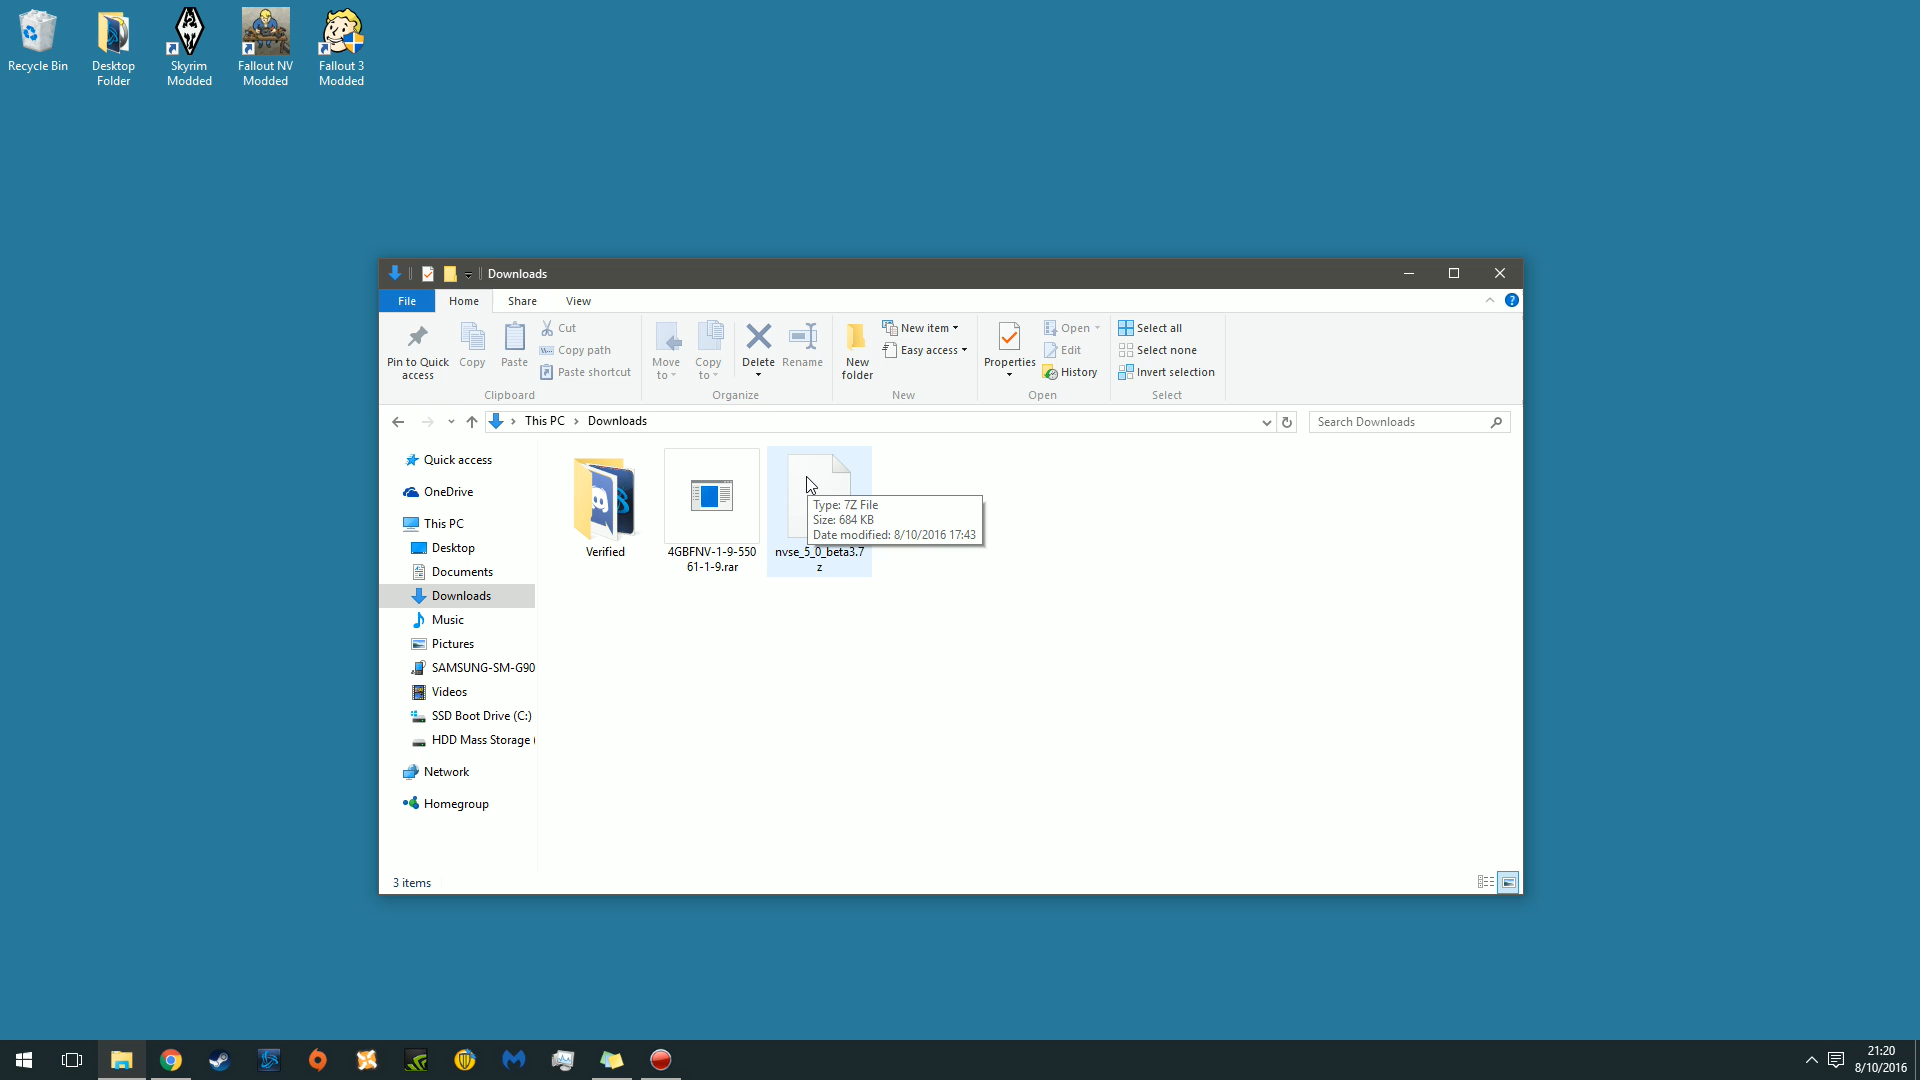 Recycle Bin
Desktop
Folder
Skyrim
Modded
Fallout NV
Modded
Fallout 3
Modded
Downloads
File
Home
Share
View
Pin to Quick
access
Copy
Paste
Cut
Copy path
Paste shortcut
Clipboard
Move
to
Copy
to
Delete
Rename
Organize
New
folder
New item
Easy access
New
Properties
Open
Edit
History
Open
Select all
Select none
Invert selection
Select
This PC
Downloads
Search Downloads
Quick access
OneDrive
This PC
Desktop
Documents
Downloads
Music
Pictures
SAMSUNG-SM-G90
Videos
SSD Boot Drive (C:)
HDD Mass Storage (
Network
Homegroup
Verified
4GBFNV-1-9-550
61-1-9.rar
nvse_5_0_beta3.7
z
Type: 7Z File
Size: 684 KB
Date modified: 8/10/2016 17:43
3 items
21:20
8/10/2016